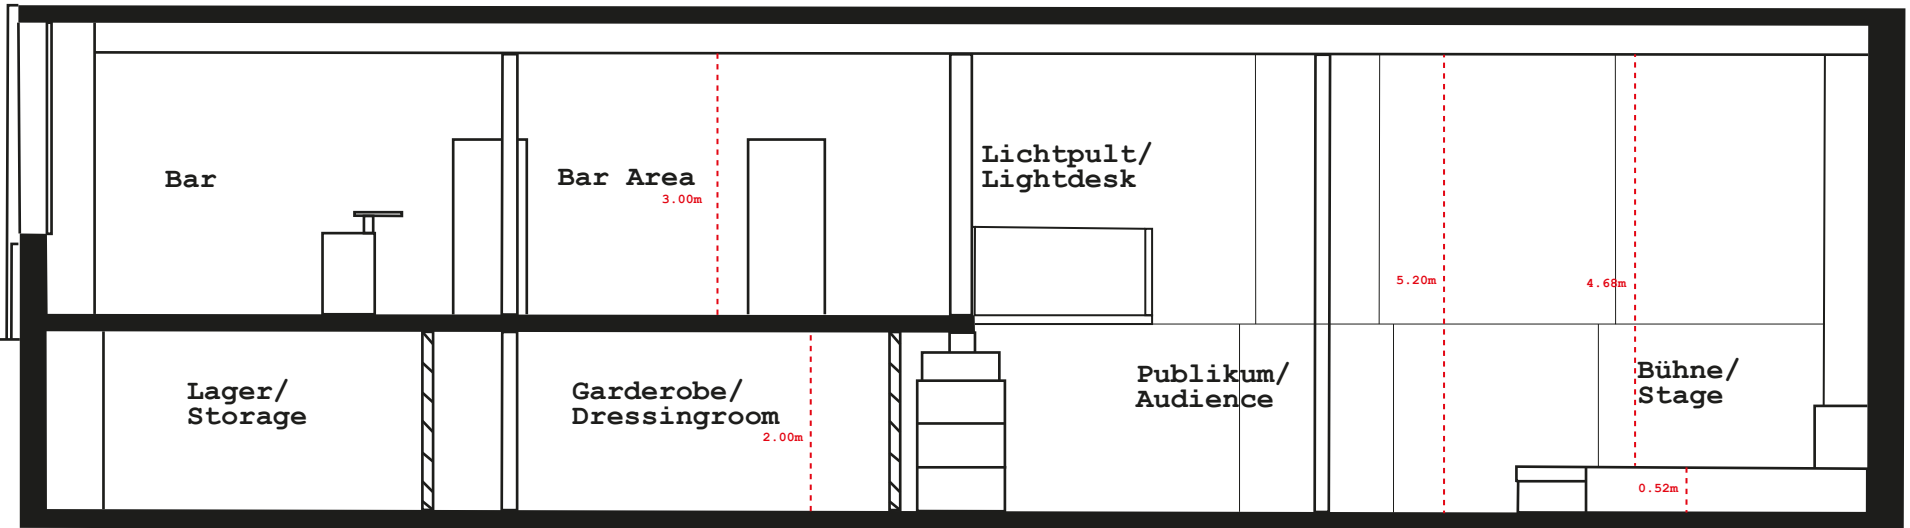 Bar
Bar Area
3.00m
Lichtpult/
Lightdesk
5.20m
4.68m
Lager/
Storage
Garderobe/
Dressingroom
2.00m
Publikum/
Audience
Bühne/
Stage
0.52m